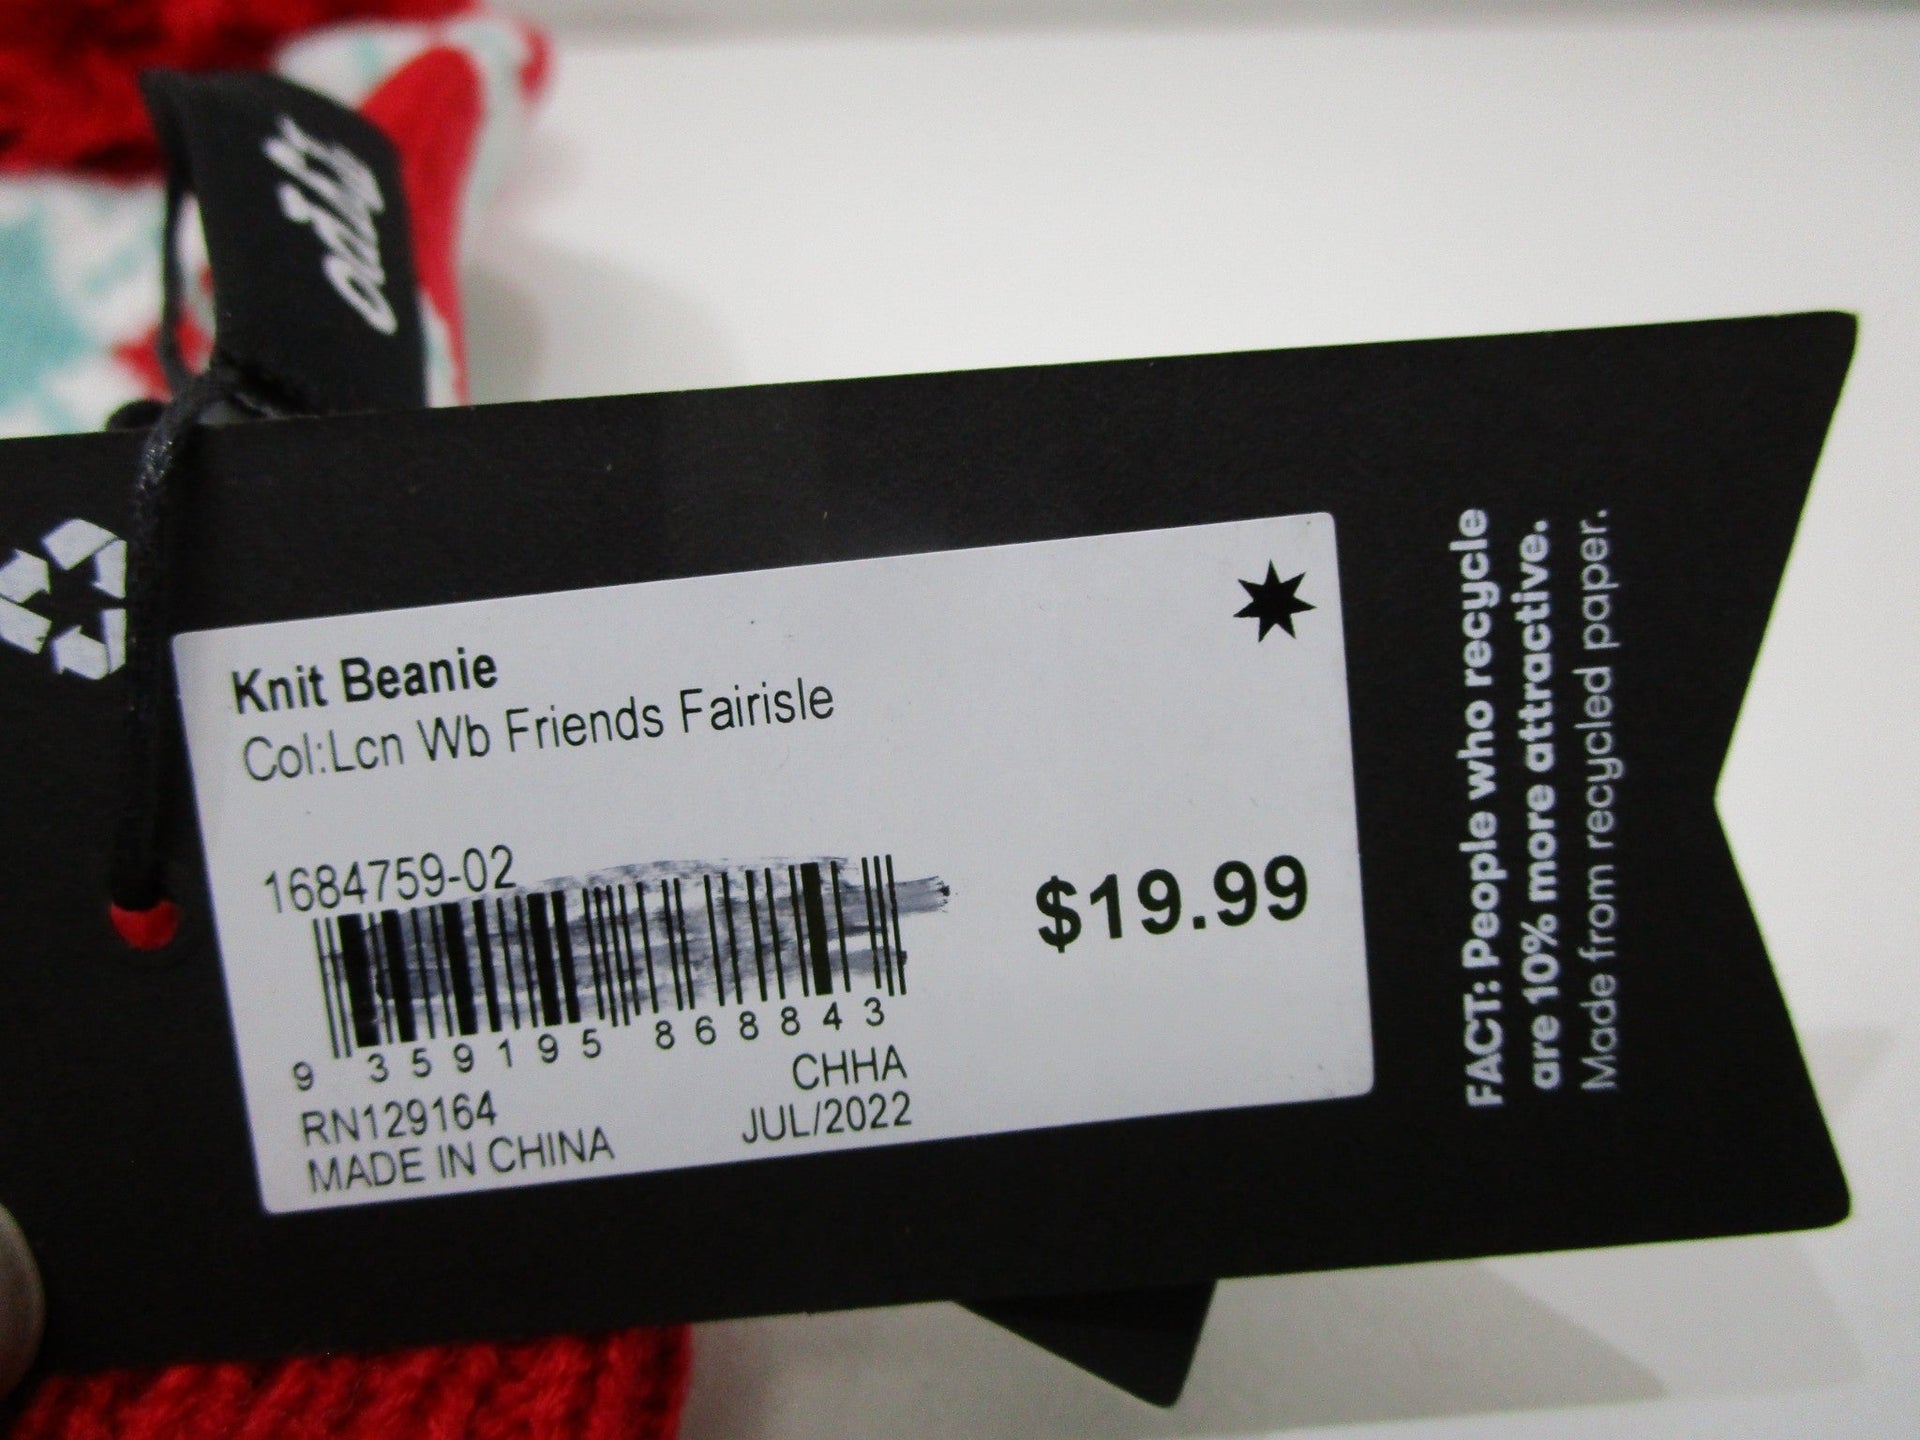 odd
Knit Beanie
Col:Lcn Wb Friends Fairisle
1684759-02
$19.99
9 359195 868843
RN129164
CHHA
MADE IN CHINA
JUL/2022
FACT: People who recycle
are 10% more attractive.
Made from recycled paper.